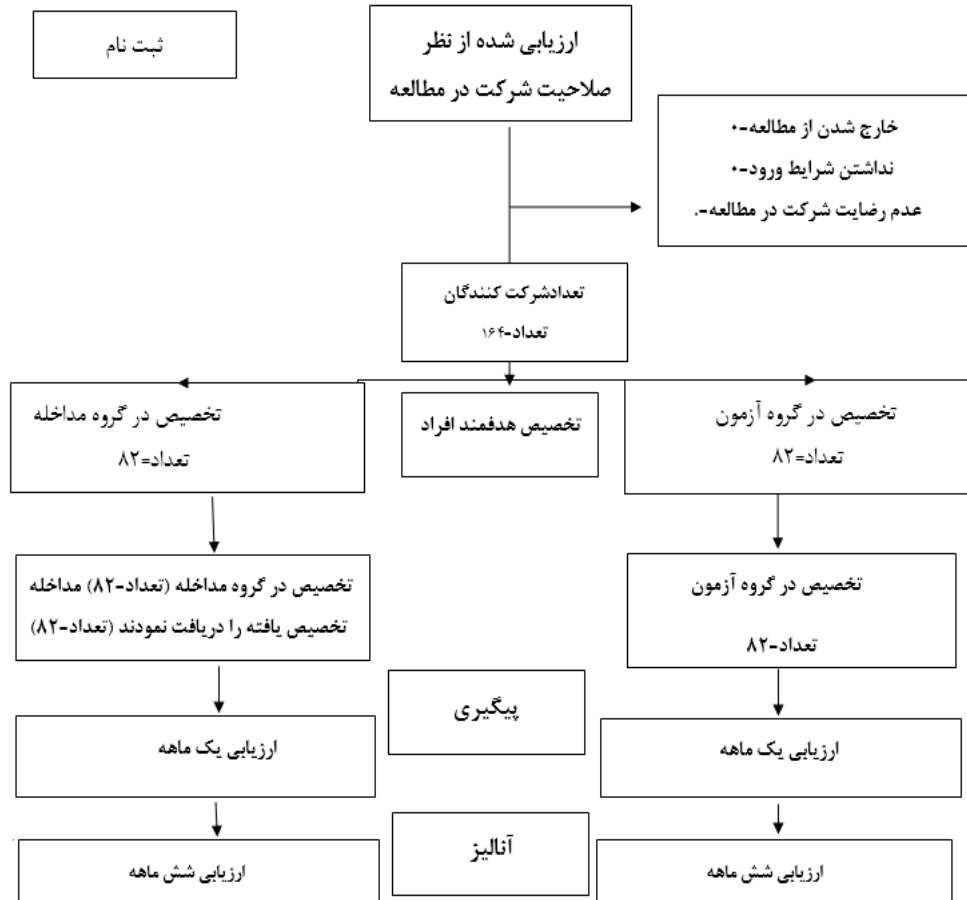 ثبت نام
ارزیابی شده از نظر
صلاحیت شرکت در مطالعه
خارج شدن از مطالعه-۰
نداشتن شرایط ورود-۰
عدم رضایت شرکت در مطالعه-.
تعدادشرکت کنندگان
تعداد-۱۶۴
تخصیص در گروه آزمون
تعداد=۸۲
تخصیص هدفمند افراد
تخصیص در گروه مداخله
تعداد=۸۲
تخصیص در گروه آزمون
تعداد-۸۲
تخصیص در گروه مداخله (تعداد-۸۲) مداخله
تخصیص یافته را دریافت نمودند (تعداد-۸۲)
پیگیری
ارزیابی یک ماهه
ارزیابی یک ماهه
آنالیز
ارزیابی شش ماهه
ارزیابی شش ماهه